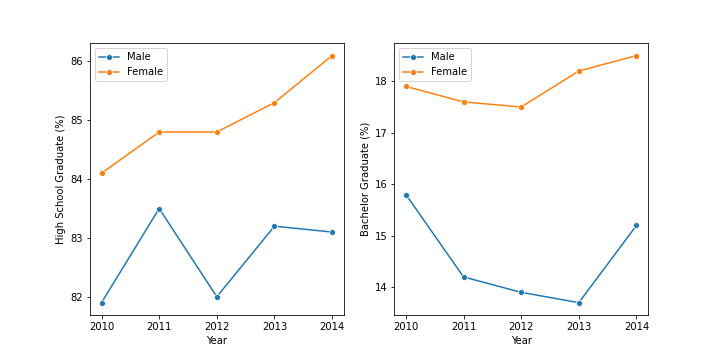 Male
Female
High School Graduate (%)
86
85
84
83
82
2010 2011 2012 2013 2014
Year
Male
Female
Bachelor Graduate (%)
18
17
16
15
14
2010 2011 2012 2013 2014
Year